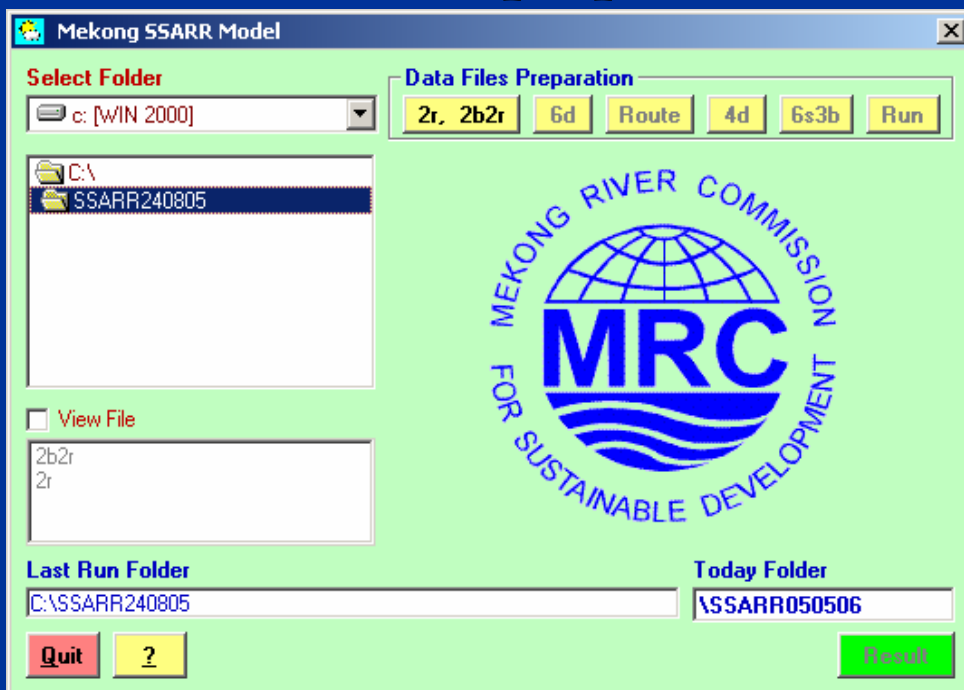 Mekong SSARR Model
Select Folder
c: [WIN 2000]
Data Files Preparation
2r, 2b2r
6d
Route
4d
6s3b
Run
C:\
SSARR240805
MEKONG RIVER COMMISSION
MRC
FOR SUSTAINABLE DEVELOPMENT
View File
2b2r
2r
Last Run Folder
C:\SSARR240805
Today Folder
\SSARR050506
Quit
?
Result